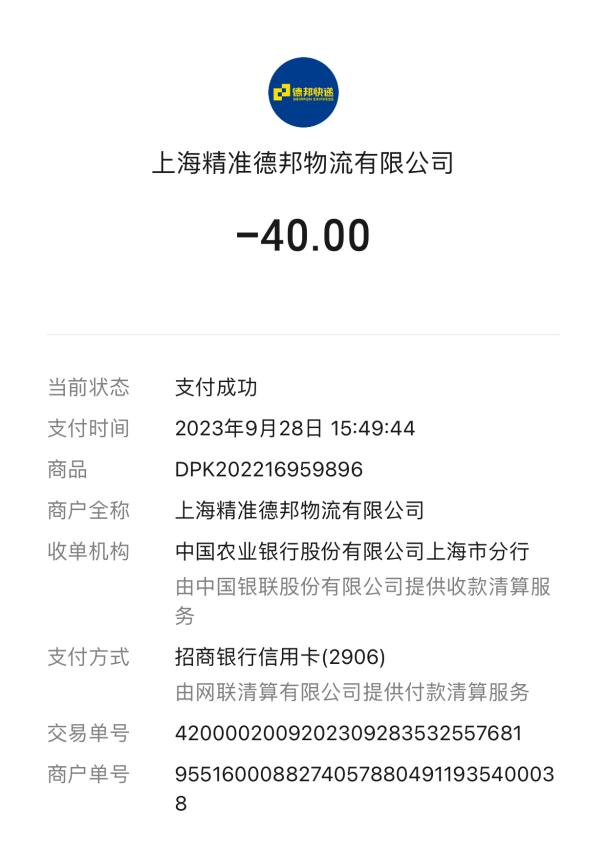 德邦快递
上海精准德邦物流有限公司
-40.00
当前状态 支付成功
支付时间 2023年9月28日 15:49:44
商品 DPK202216959896
商户全称 上海精准德邦物流有限公司
收单机构 中国农业银行股份有限公司上海市分行
由中国银联股份有限公司提供收款清算服
务
支付方式 招商银行信用卡(2906)
由网联清算有限公司提供付款清算服务
交易单号 4200002009202309283532557681
商户单号 9551600088274057880491193540003
8